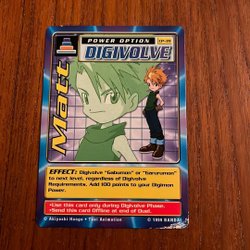 POWER OPTION
DIGIVOLVE
Matt
EFFECT: Digivolve "Gabumon" or "Garurumon"
to next level, regardless of Digivolve
Requirements. Add 100 points to your Digimon
Power.
•Use this card only during Digivolve Phase.
•Send this card Offline at end of Duel.
© Akiyoshi Hongo • Toei Animation
© 1999 BANDAI